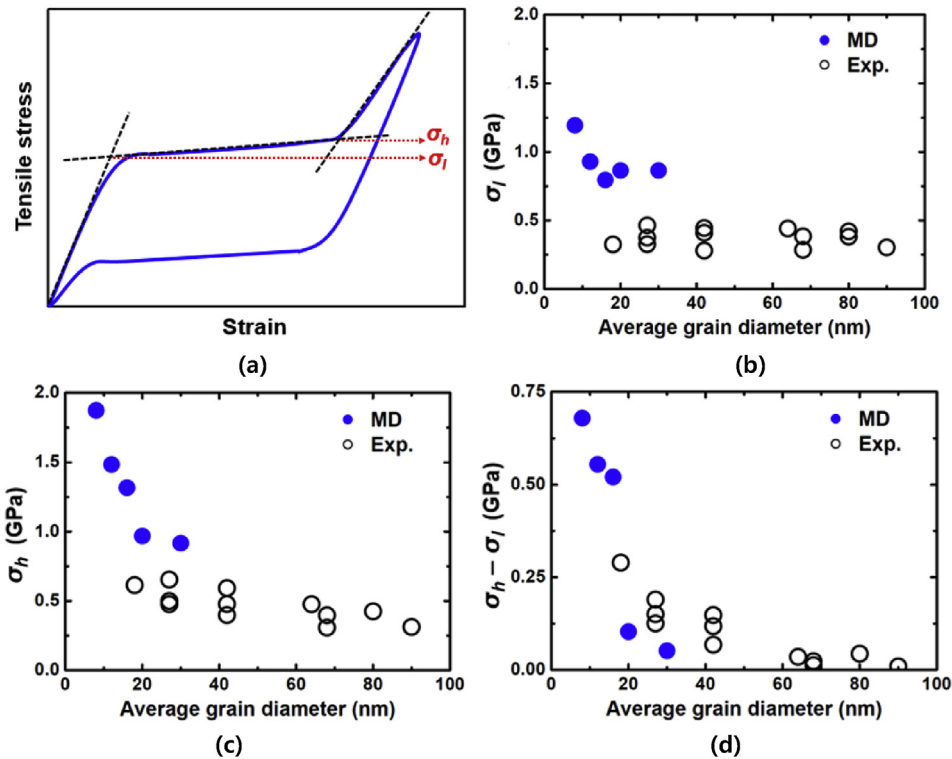 Tensile stress
σh
σl
Strain
(a)
2.0
1.5
1.0
0.5
0.0
σl (GPa)
MD
Exp.
0 20 40 60 80 100
Average grain diameter (nm)
(b)
2.0
1.5
1.0
0.5
0.0
σh (GPa)
MD
Exp.
0 20 40 60 80 100
Average grain diameter (nm)
(c)
0.75
0.50
0.25
0.00
σh − σl (GPa)
MD
Exp.
0 20 40 60 80 100
Average grain diameter (nm)
(d)